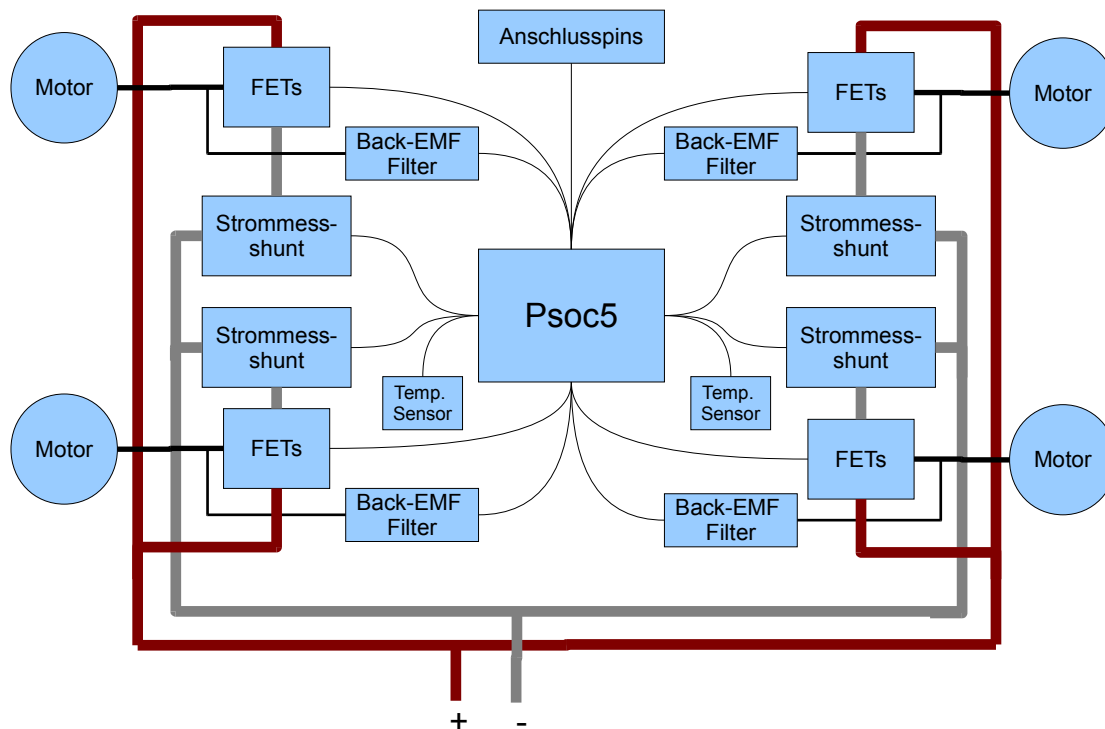 Anschlusspins
Motor
FETs
FETs
Motor
Back-EMF
Filter
Back-EMF
Filter
Strommess-
shunt
Strommess-
shunt
Psoc5
Strommess-
shunt
Strommess-
shunt
Temp.
Sensor
Temp.
Sensor
Motor
FETs
FETs
Motor
Back-EMF
Filter
Back-EMF
Filter
+ -